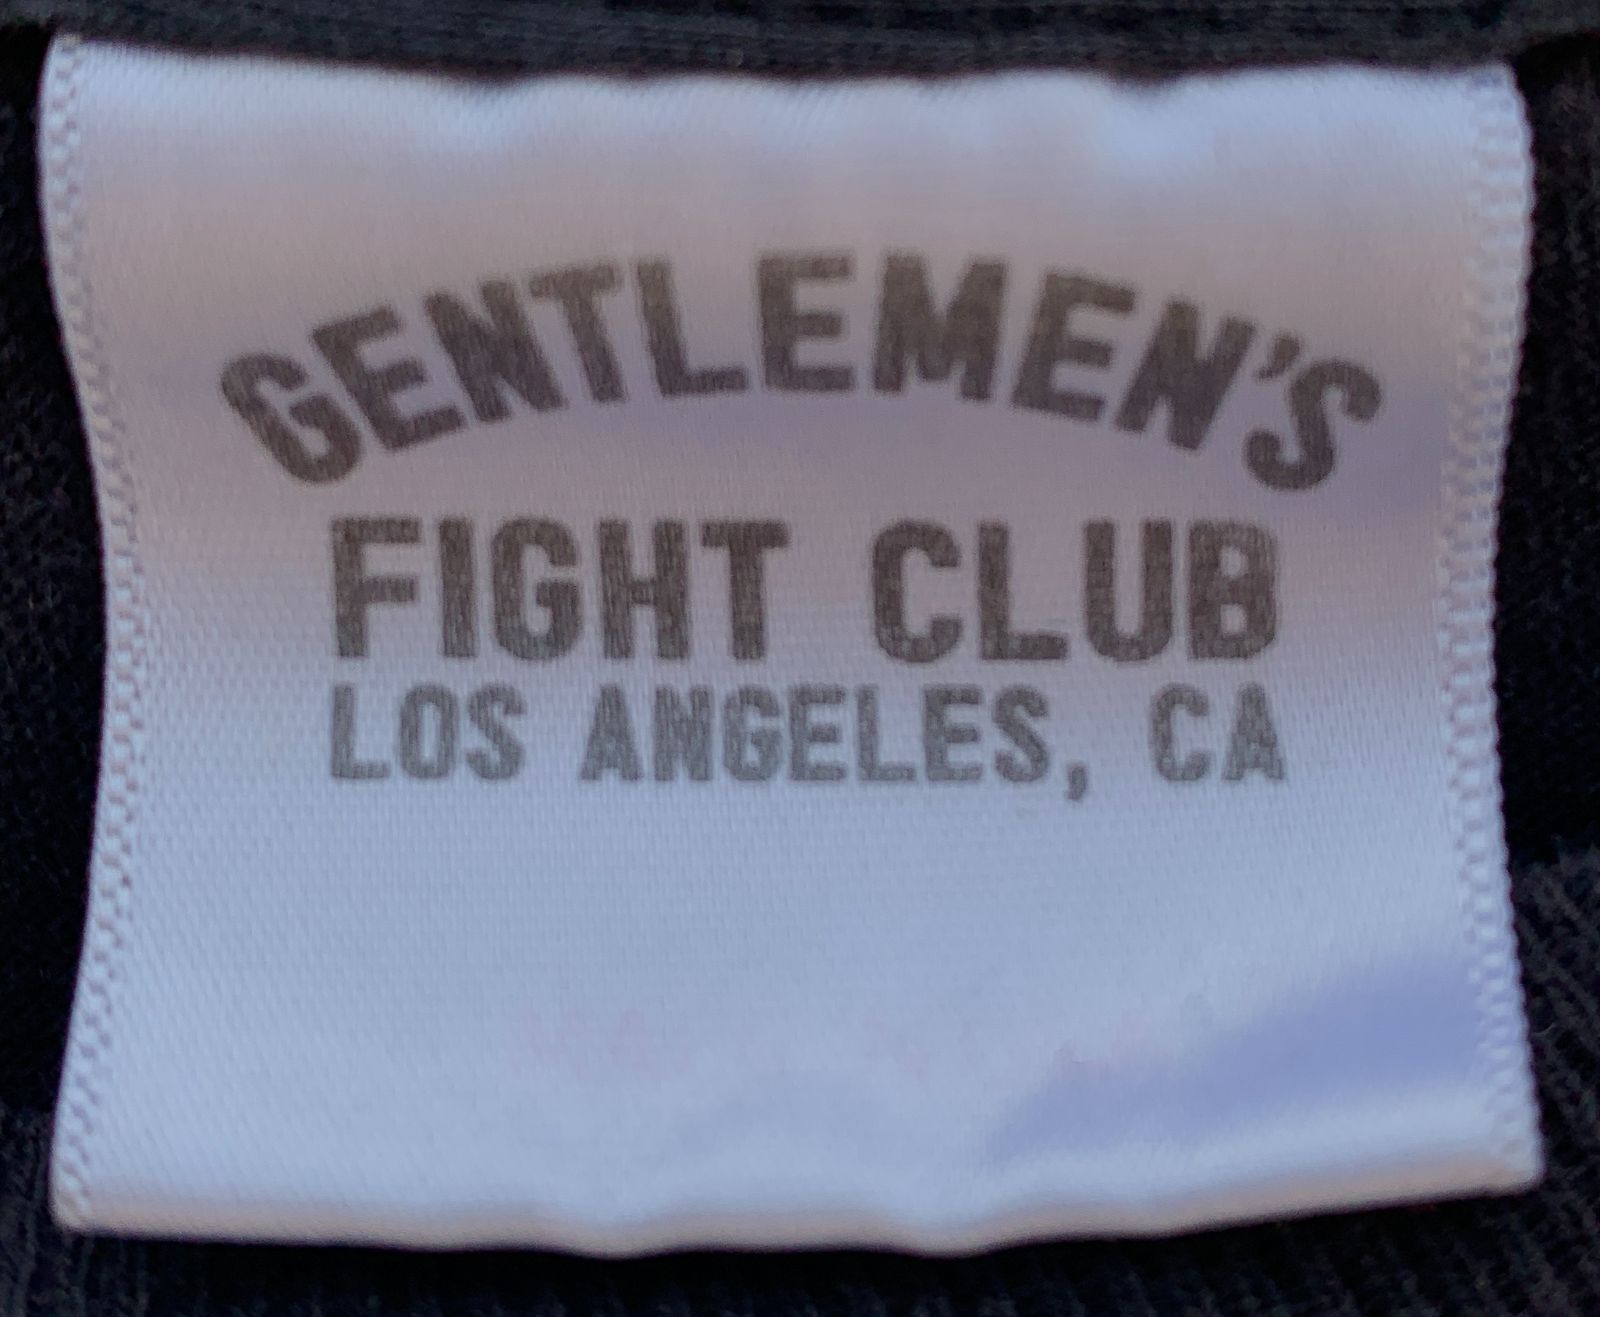 GENTLEMEN'S
FIGHT CLUB
LOS ANGELES, CA